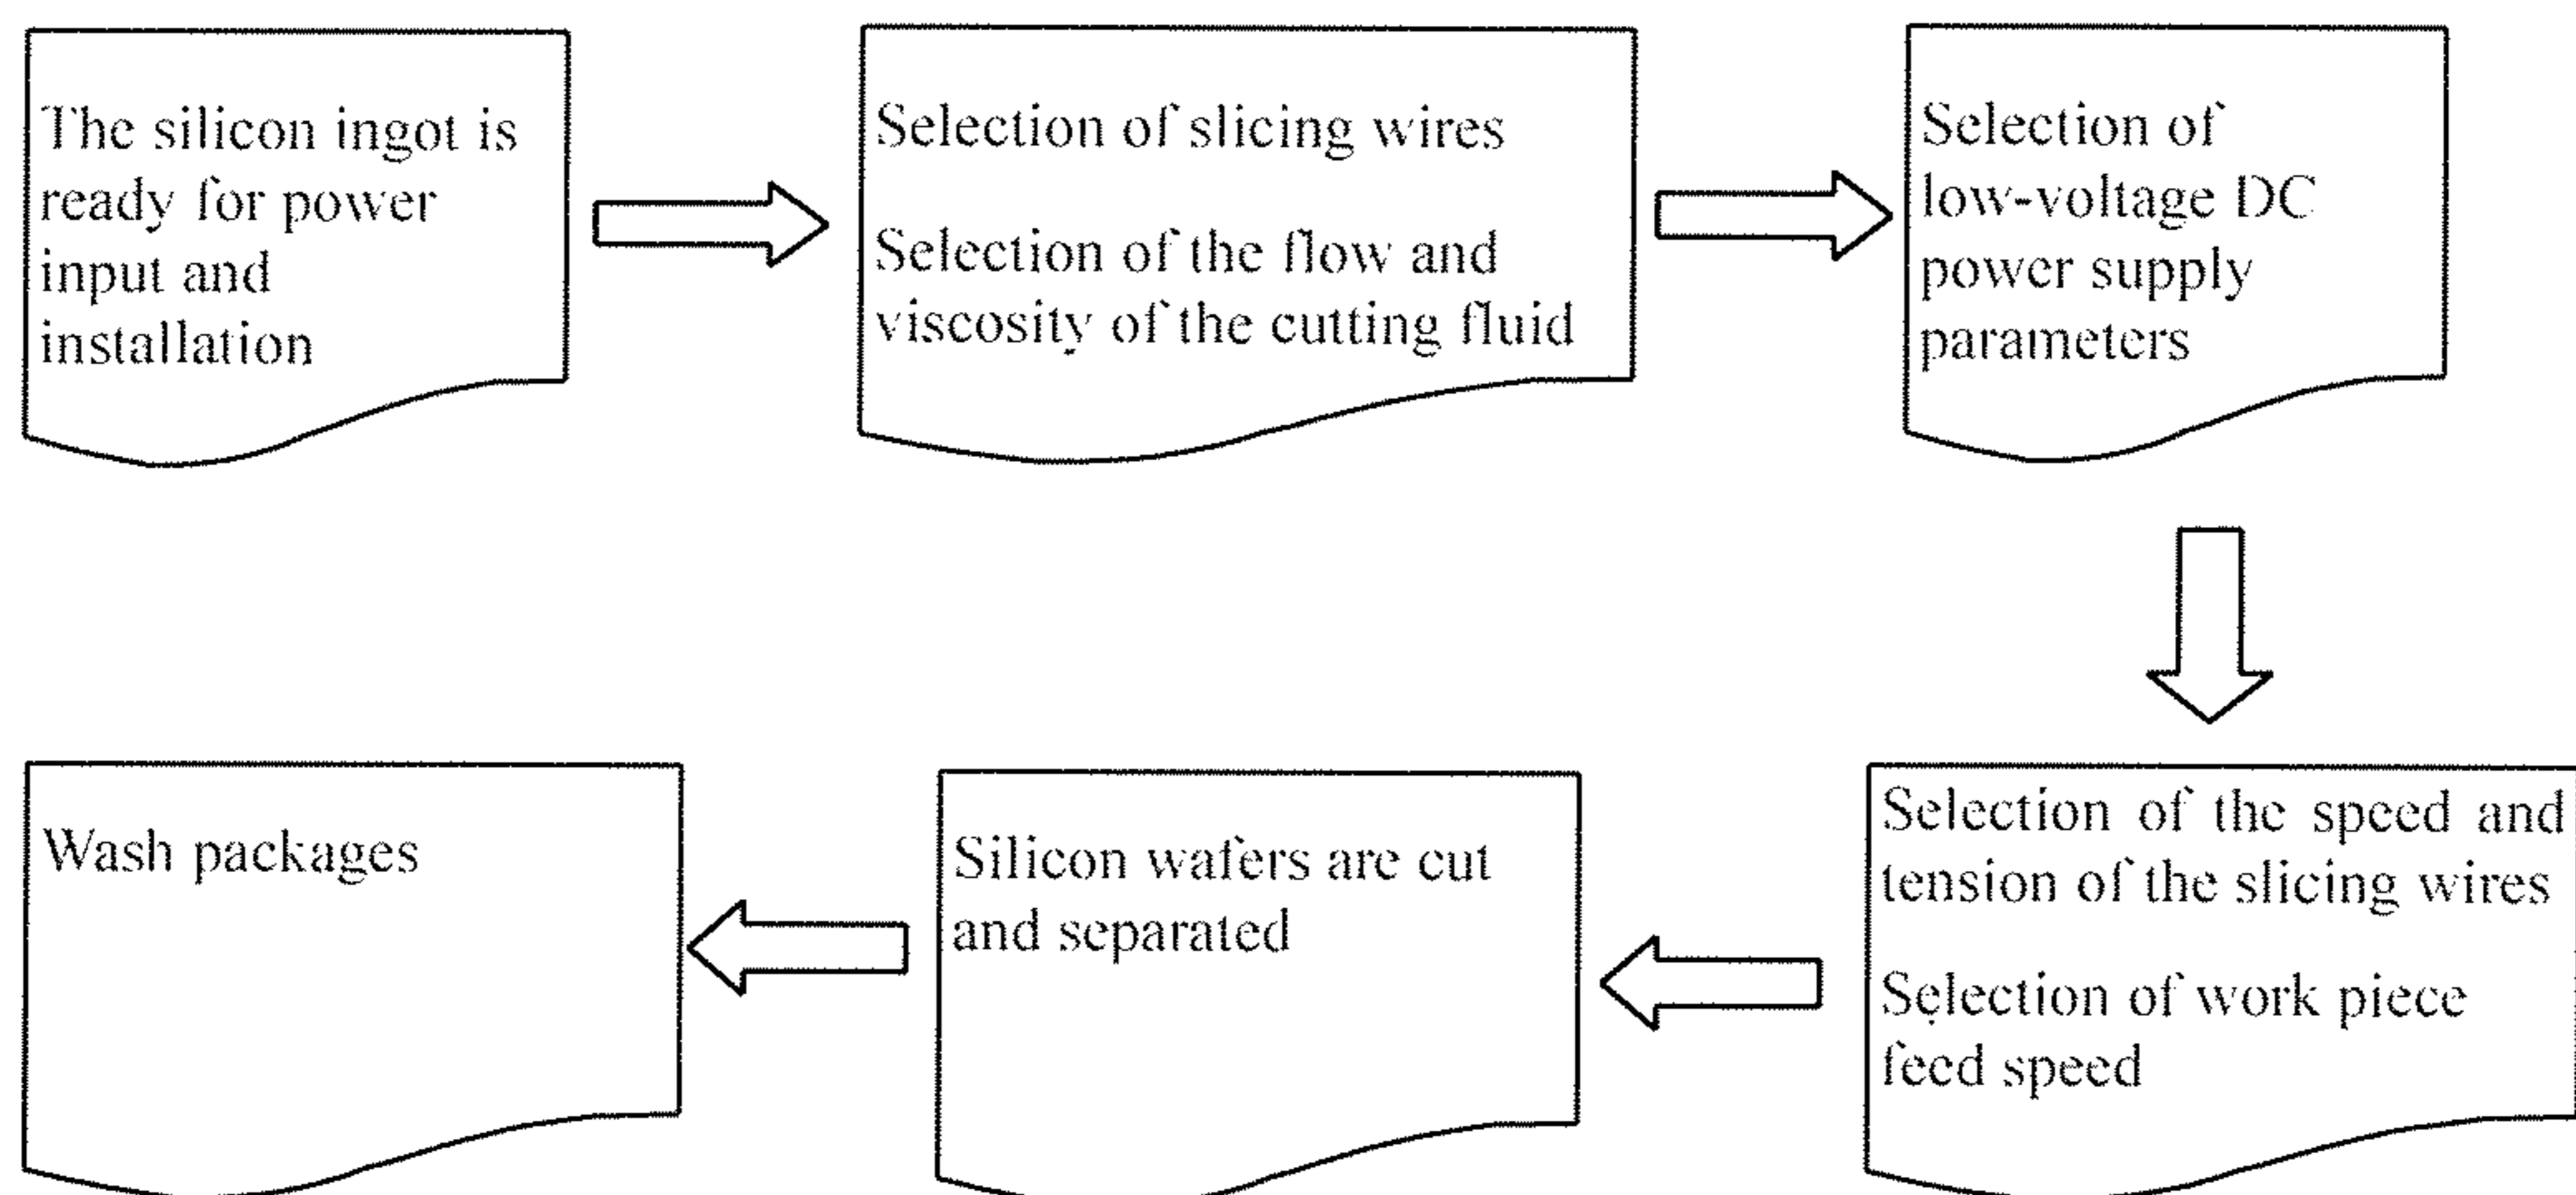 The silicon ingot is
ready for power
input and
installation
Selection of slicing wires
Selection of the flow and
viscosity of the cutting fluid
Selection of
low-voltage DC
power supply
parameters
Selection of the speed and
tension of the slicing wires
Selection of work piece
feed speed
Silicon wafers are cut
and separated
Wash packages